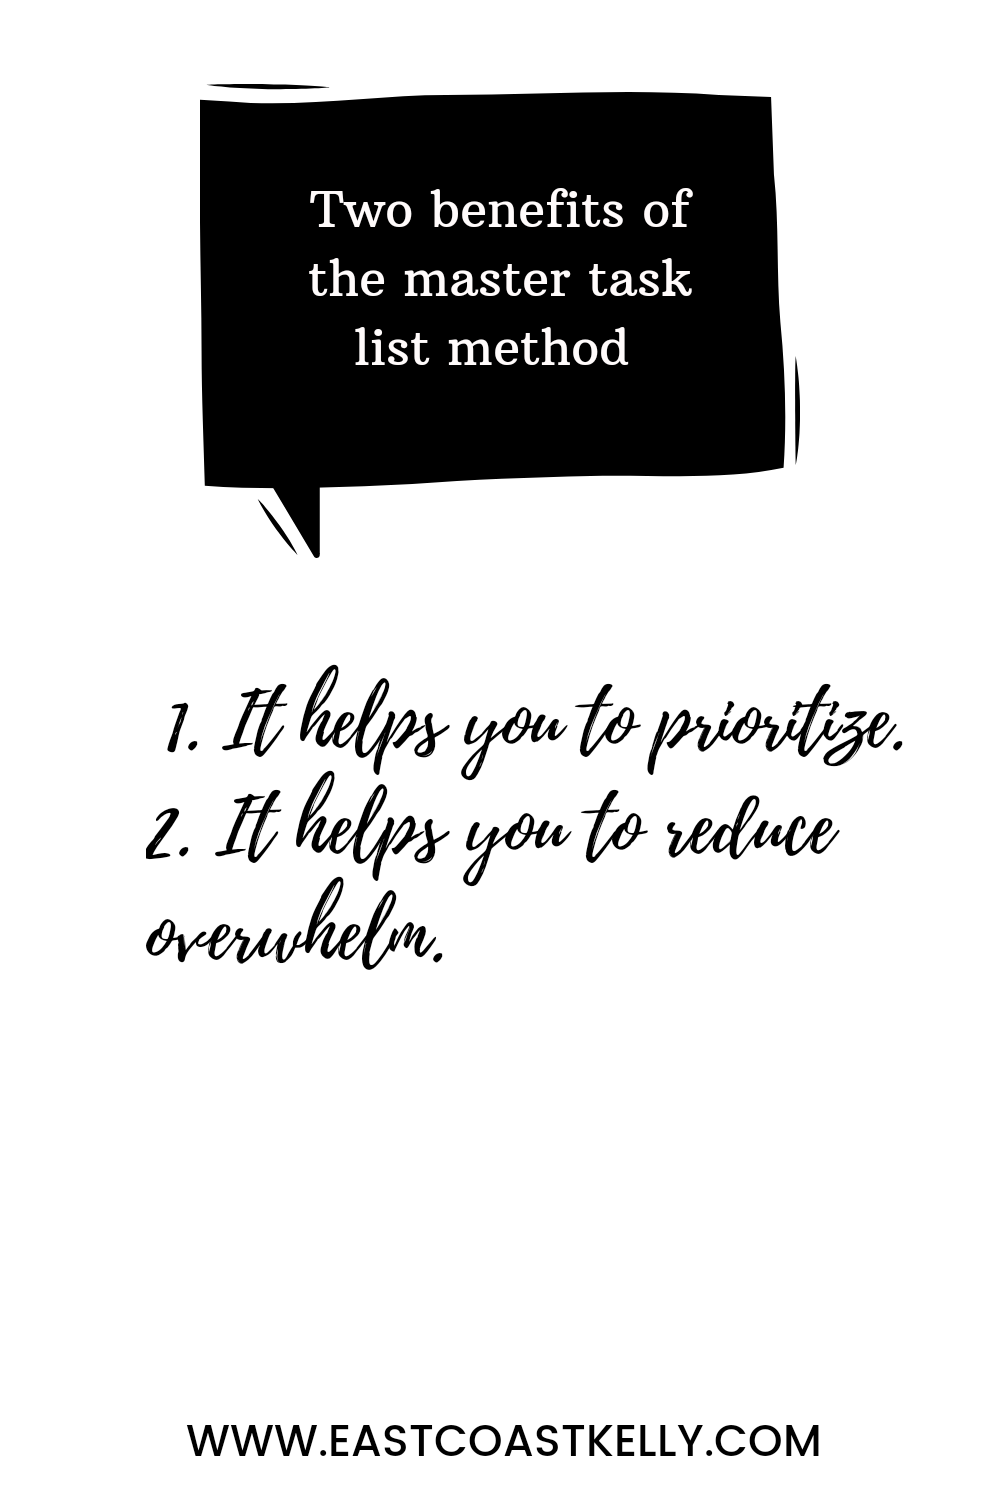 Two benefits of
the master task
list method
1. It helps you to prioritize.
2. It helps you to reduce
overwhelm.
WWW.EASTCOASTKELLY.COM